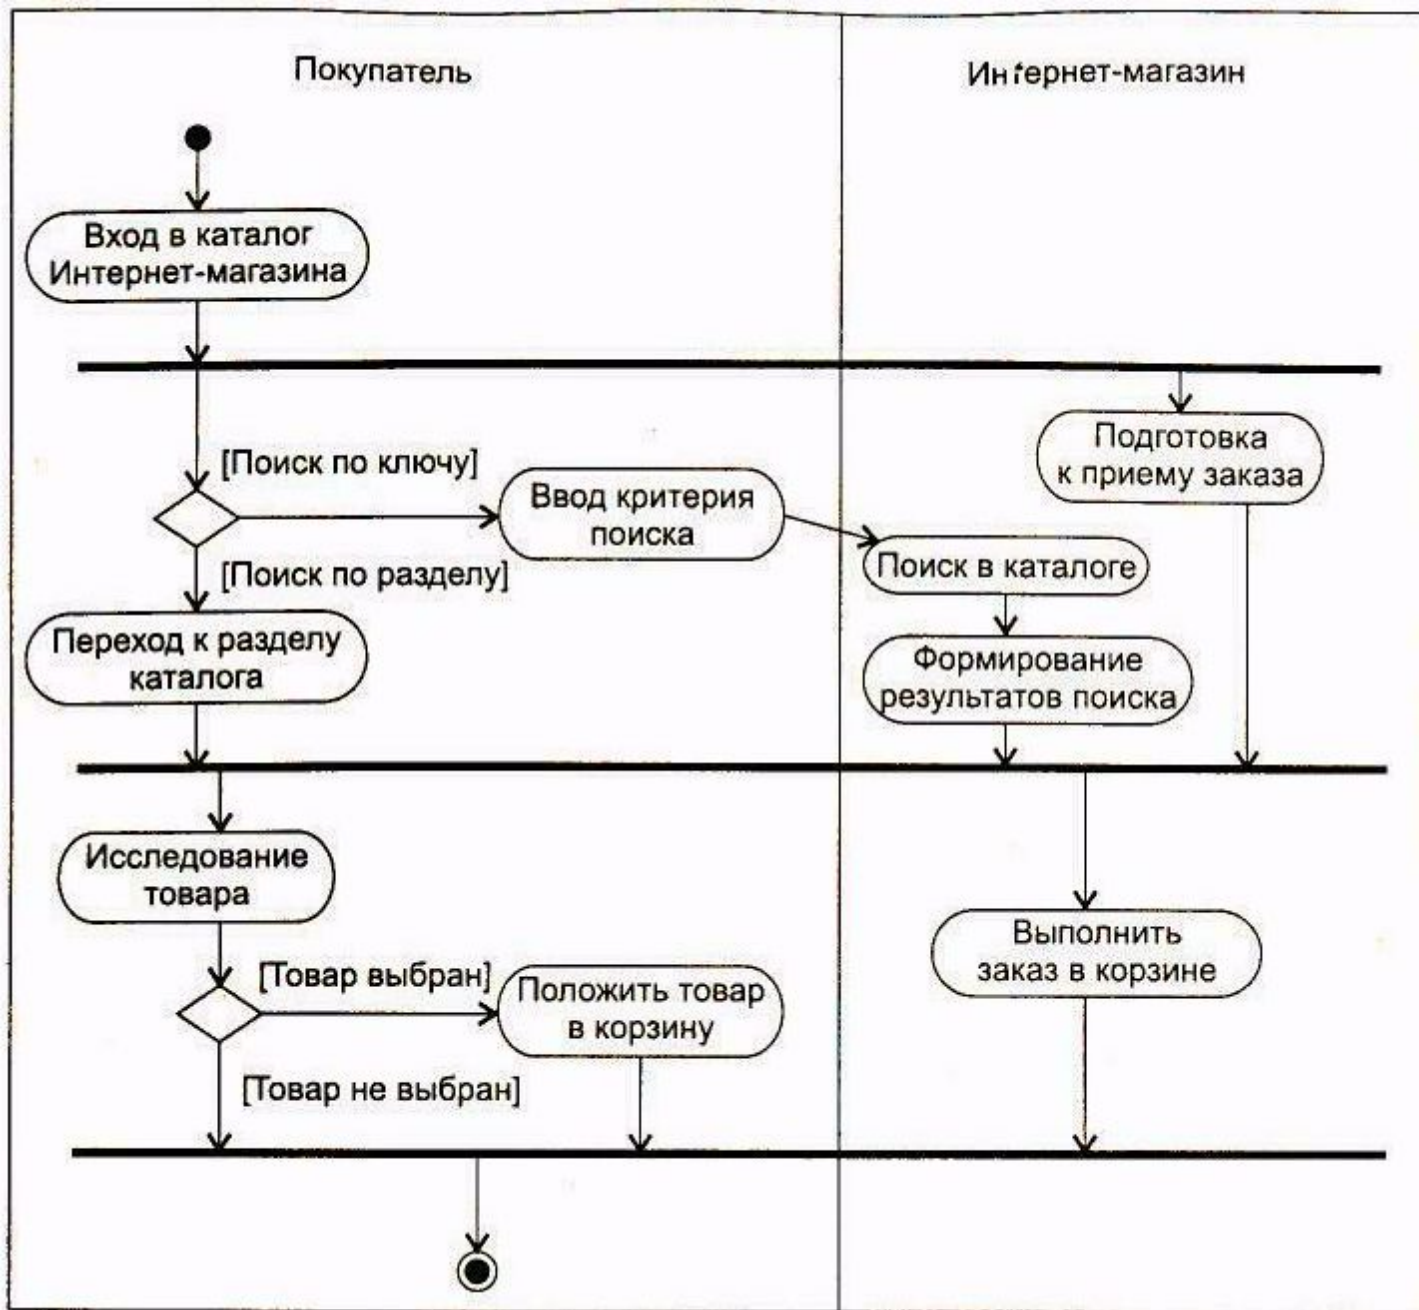 Покупатель
Интернет-магазин
Вход в каталог
Интернет-магазина
Подготовка
к приему заказа
[Поиск по ключу]
Ввод критерия
поиска
Поиск в каталоге
[Поиск по разделу]
Переход к разделу
каталога
Формирование
результатов поиска
Исследование
товара
Выполнить
заказ в корзине
[Товар выбран]
Положить товар
в корзину
[Товар не выбран]